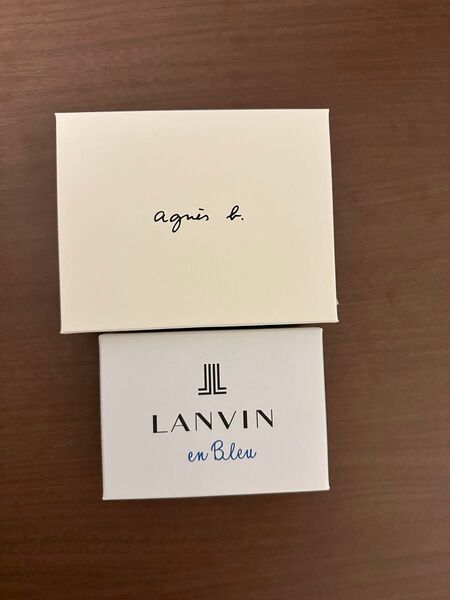 agnès b.
LANVIN
en Bleu